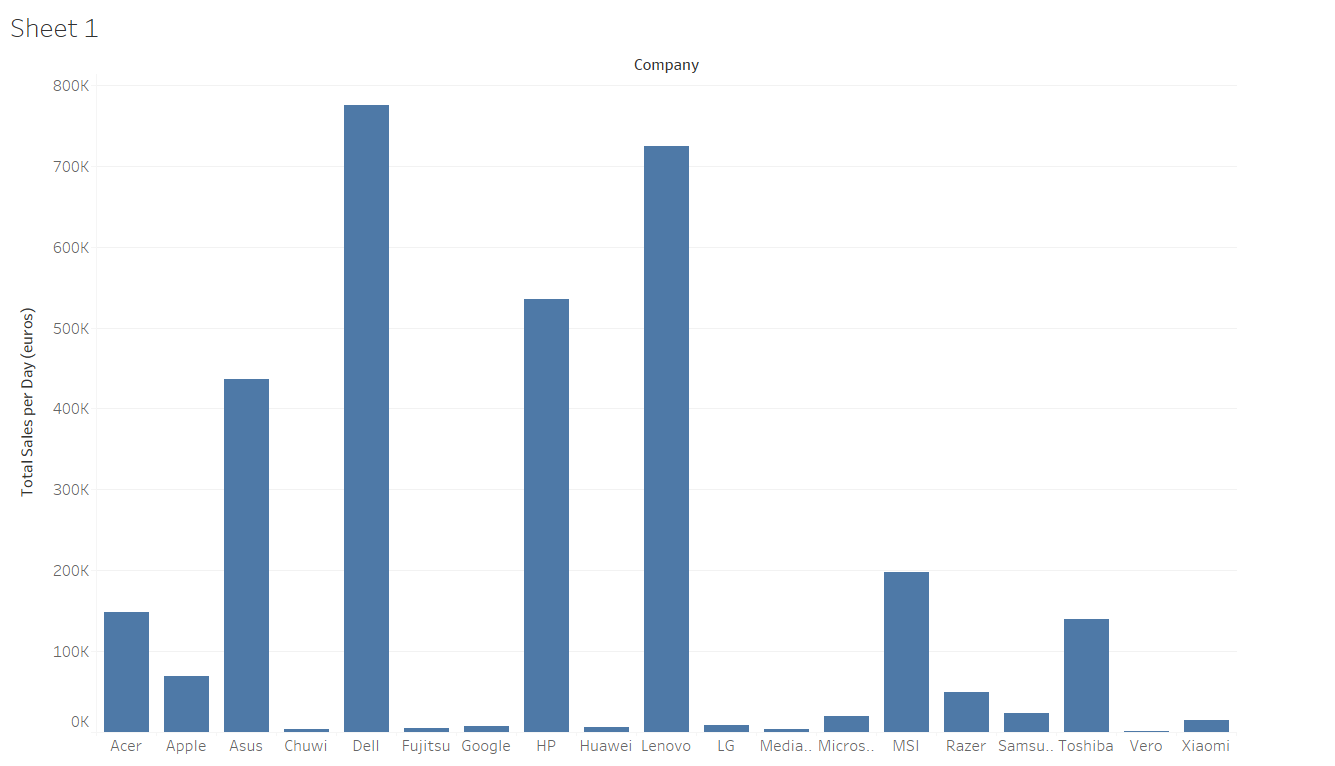 Sheet 1
Company
800K
700K
600K
500K
400K
300K
200K
100K
0K
Total Sales per Day (euros)
Acer Apple Asus Chuwi Dell Fujitsu Google HP Huawei Lenovo LG Media.. Micros.. MSI Razer Samsu.. Toshiba Vero Xiaomi